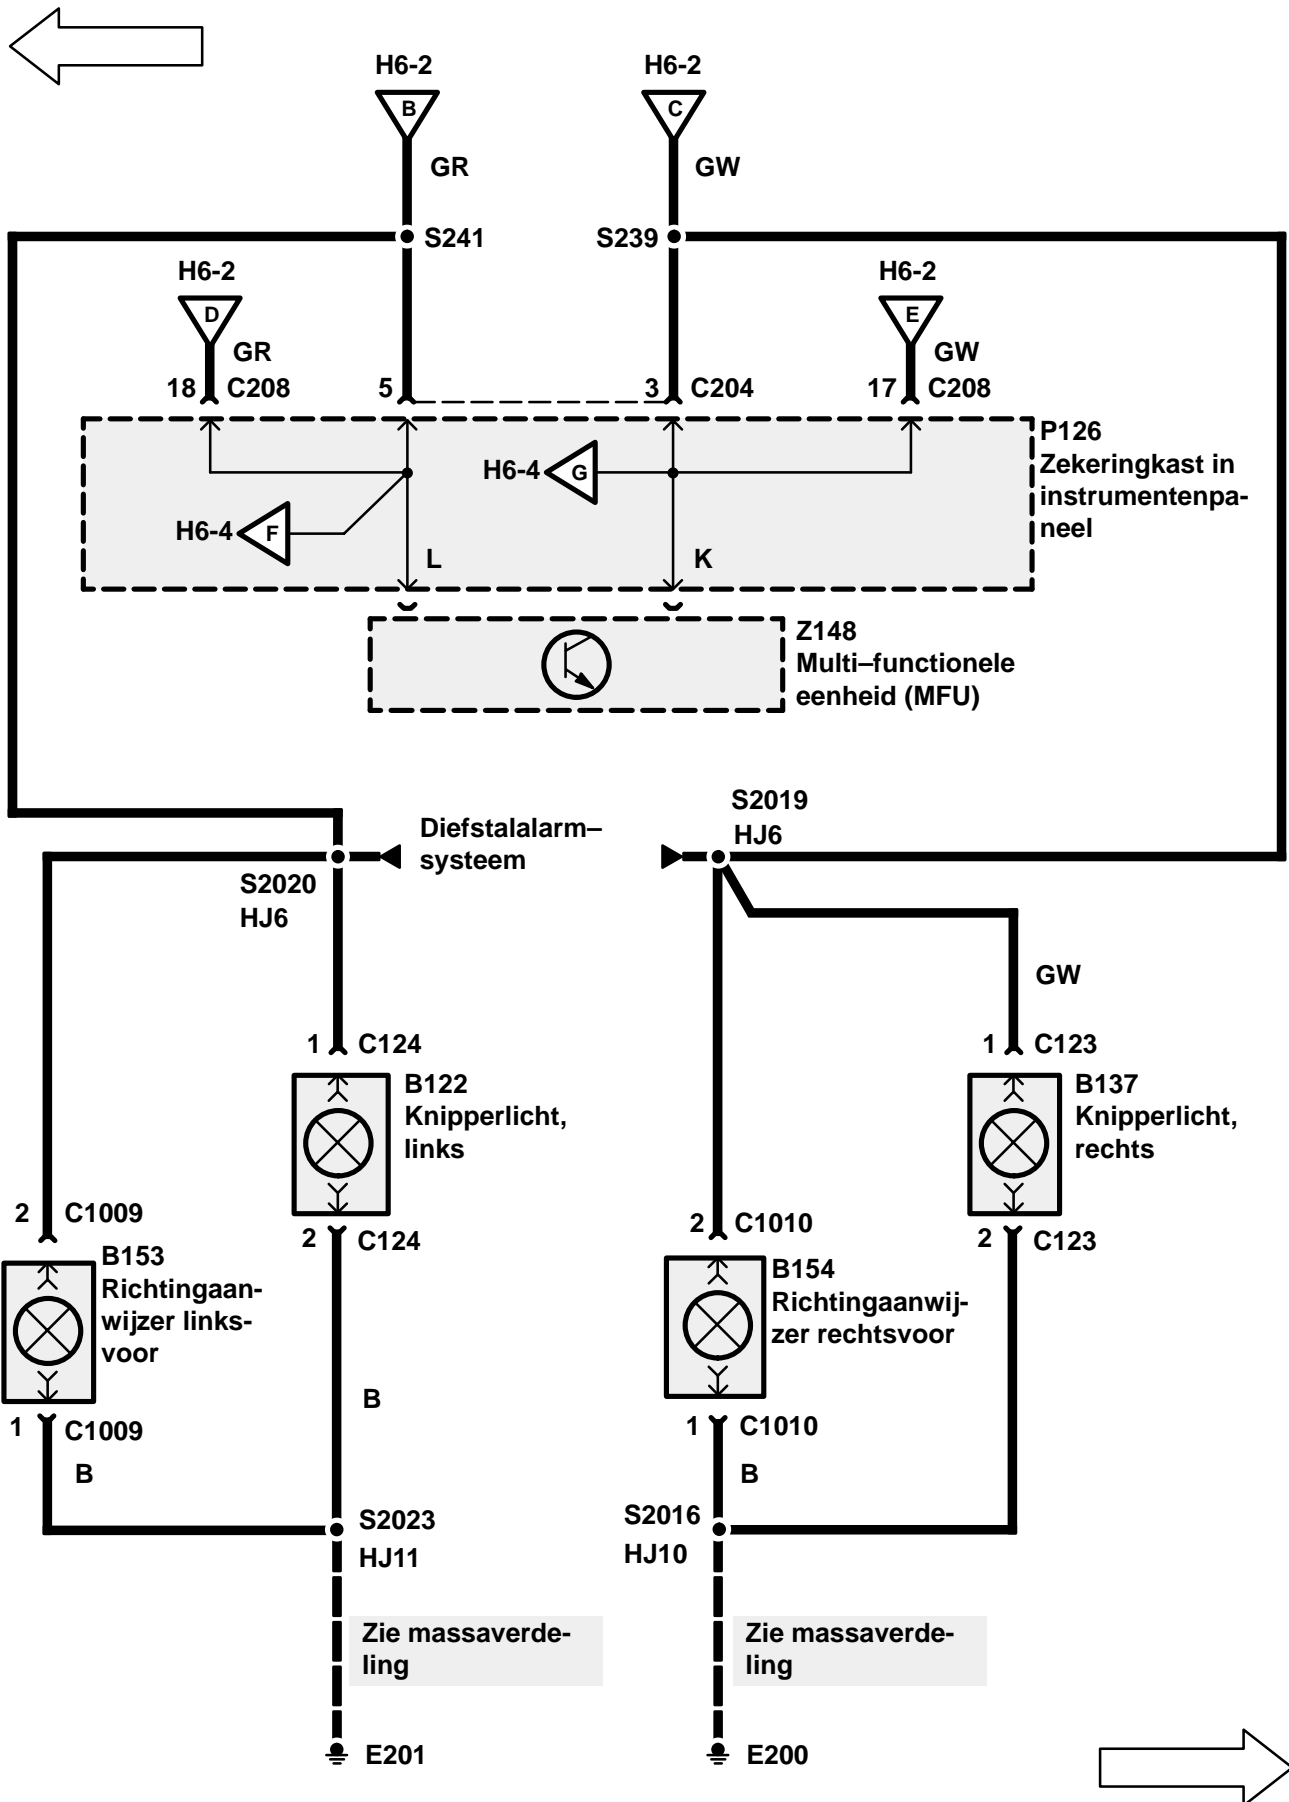 H6-2
H6-2
B
C
GR
GW
S241
S239
H6-2
H6-2
D
E
GR
GW
18
C208
5
3
C204
17
C208
P126
Zekeringkast in
instrumentenpa-
neel
H6-4
G
H6-4
F
L
K
Z148
Multi–functionele
eenheid (MFU)
S2019
HJ6
Diefstalalarm–
systeem
S2020
HJ6
GW
1
C124
1
C123
B122
Knipperlicht,
links
B137
Knipperlicht,
rechts
2
C1009
2
C124
2
C1010
2
C123
B153
Richtingaan-
wijzer links-
voor
B154
Richtingaanwij-
zer rechtsvoor
B
1
C1009
1
C1010
B
B
S2023
HJ11
S2016
HJ10
Zie massaverde-
ling
Zie massaverde-
ling
E201
E200